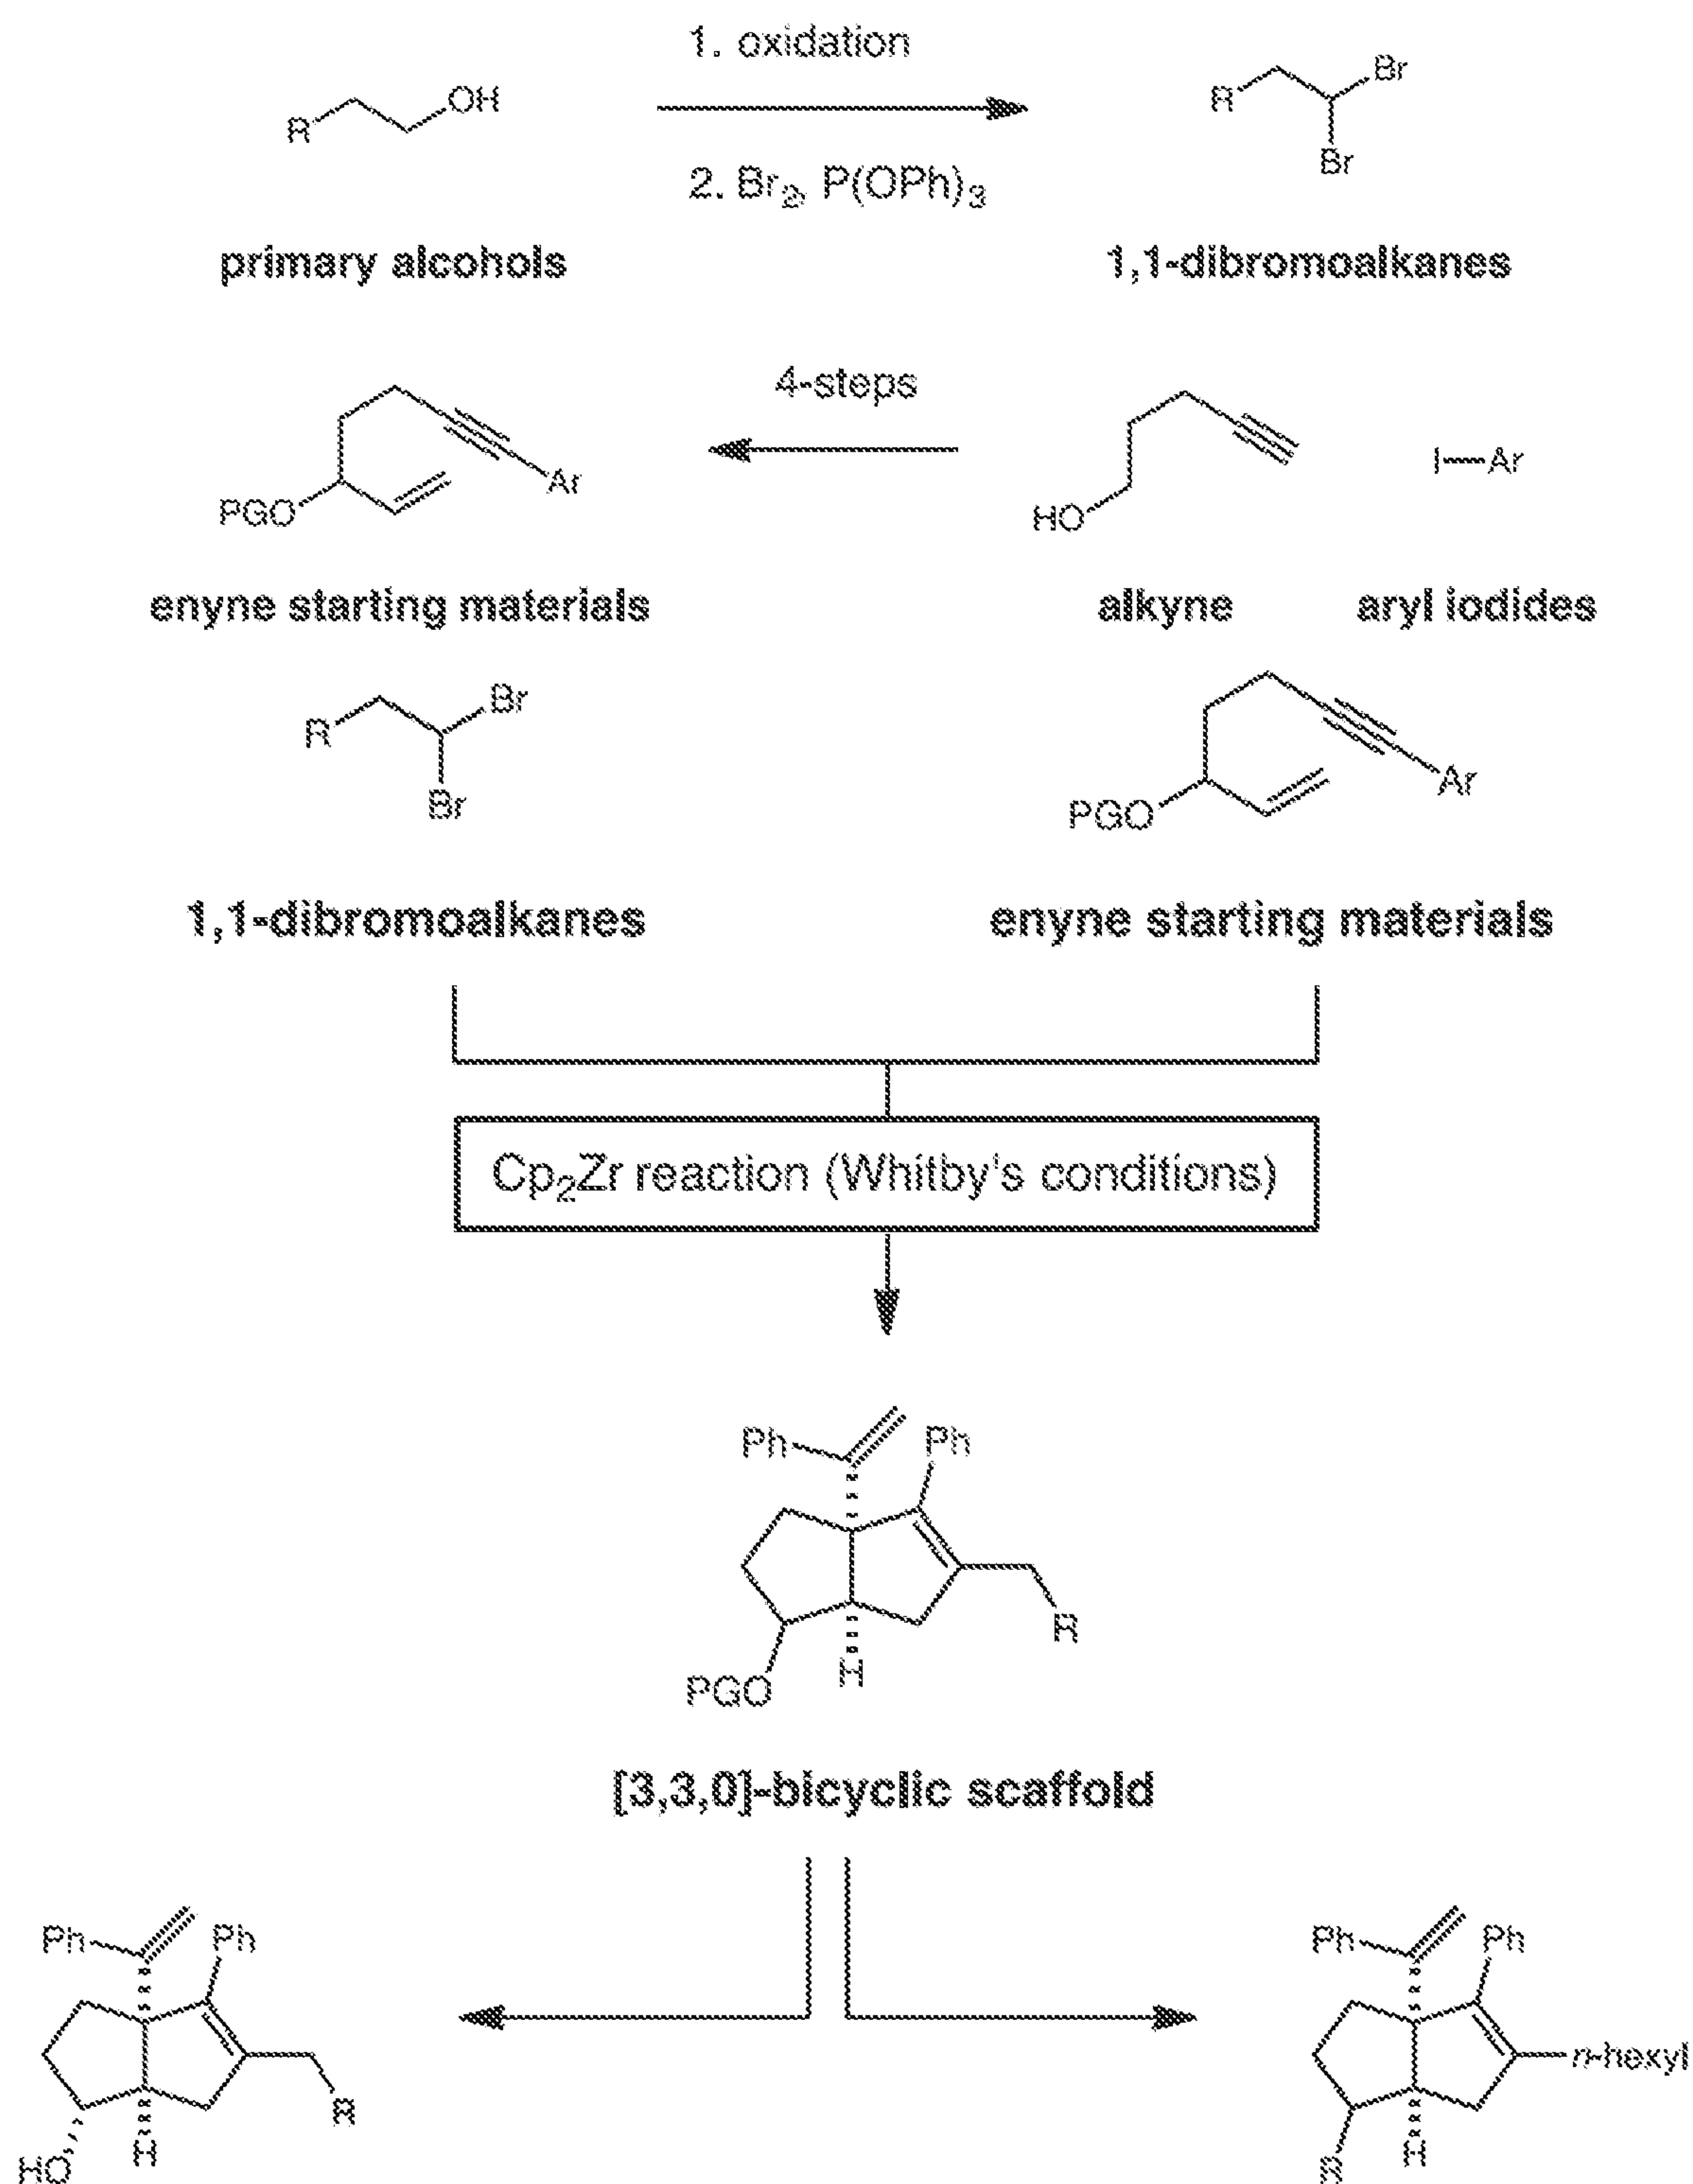 1. oxidation
R
OH
R
Br
Br
2. Br2, P(OPh)3
primary alcohols
1,1-dibromoalkanes
4-steps
PGO
Ar
HO
I—Ar
enyne starting materials
alkyne
aryl iodides
R
Br
Br
PGO
Ar
1,1-dibromoalkanes
enyne starting materials
Cp2Zr reaction (Whitby's conditions)
Ph
Ph
R
PGO
H
[3,3,0]-bicyclic scaffold
Ph
Ph
R
HO
H
Ph
Ph
n-hexyl
H